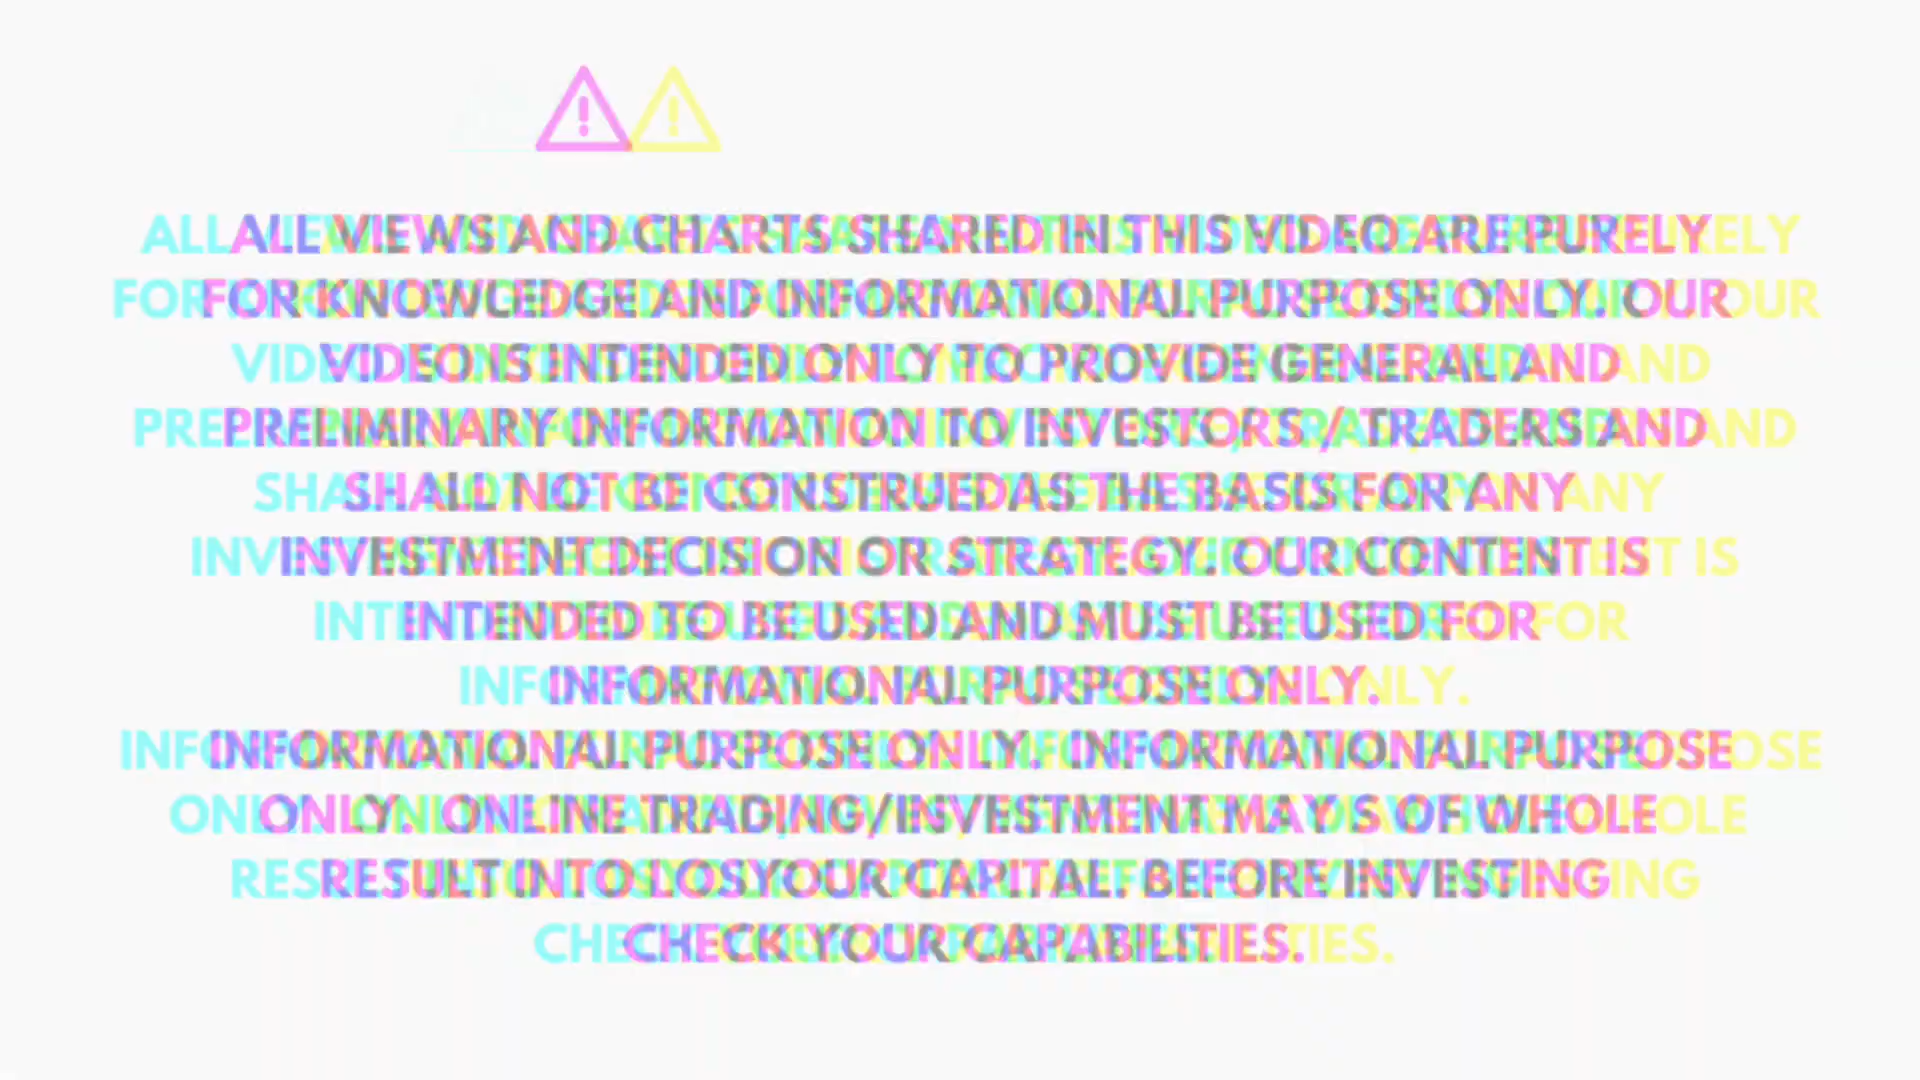 ALL VIEWS AND CHARTS SHARED IN THIS VIDEO ARE PURELY
FOR KNOWLEDGE AND INFORMATIONAL PURPOSE ONLY. OUR
VIDEO IS INTENDED ONLY TO PROVIDE GENERAL AND
PRELIMINARY INFORMATION TO INVESTORS / TRADERS AND
SHALL NOT BE CONSTRUED AS THE BASIS FOR ANY
INVESTMENT DECISION OR STRATEGY. OUR CONTENT IS
INTENDED TO BE USED AND MUST BE USED FOR
INFORMATIONAL PURPOSE ONLY.
INFORMATIONAL PURPOSE ONLY. INFORMATIONAL PURPOSE
ONLY. ONLINE TRADING/INVESTMENT MAY S OF WHOLE
RESULT INTO LOSYOUR CAPITAL. BEFORE INVESTING
CHECK YOUR CAPABILITIES.